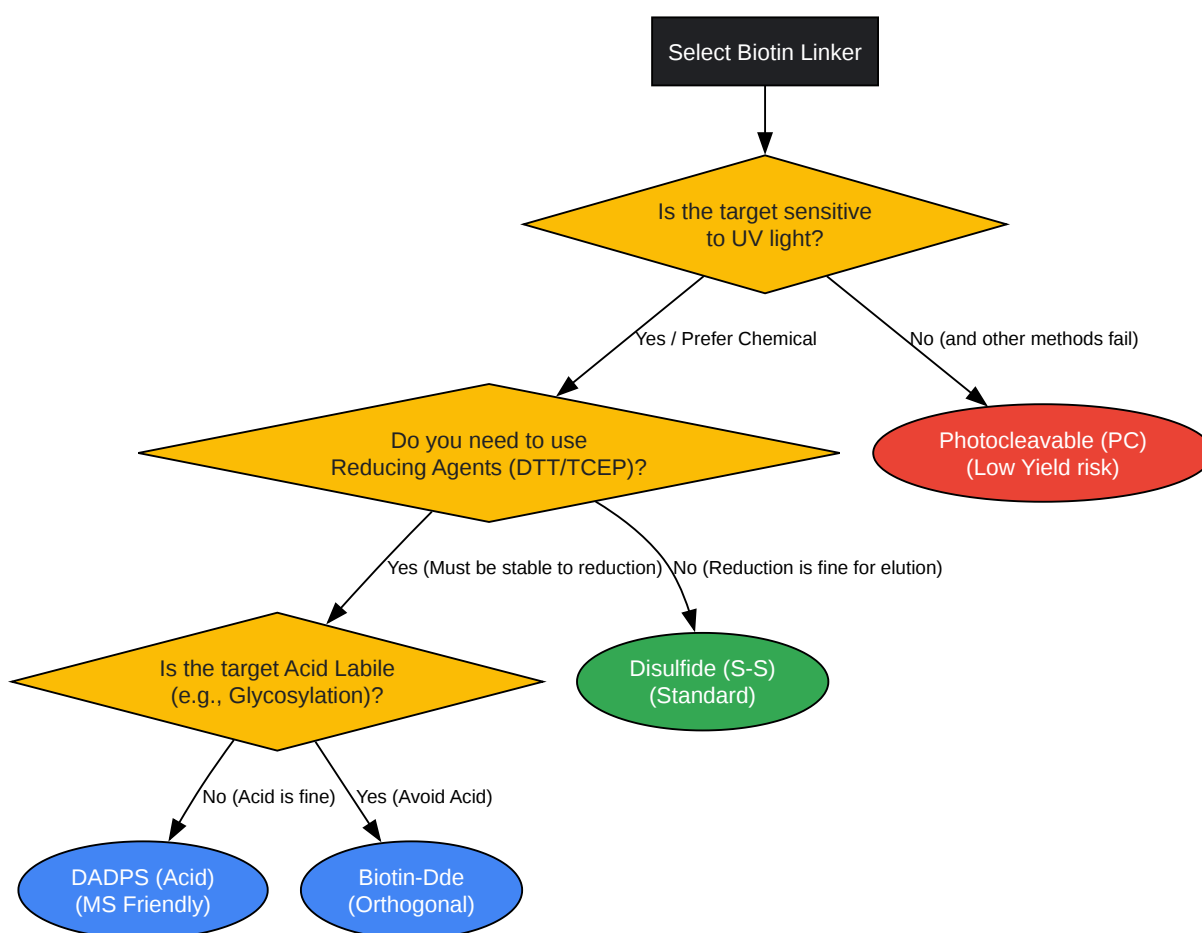 Select Biotin Linker
Is the target sensitive
to UV light?
Yes / Prefer Chemical
No (and other methods fail)
Do you need to use
Reducing Agents (DTT/TCEP)?
Photocleavable (PC)
(Low Yield risk)
Yes (Must be stable to reduction)
No (Reduction is fine for elution)
Is the target Acid Labile
(e.g., Glycosylation)?
Disulfide (S-S)
(Standard)
No (Acid is fine)
Yes (Avoid Acid)
DADPS (Acid)
(MS Friendly)
Biotin-Dde
(Orthogonal)